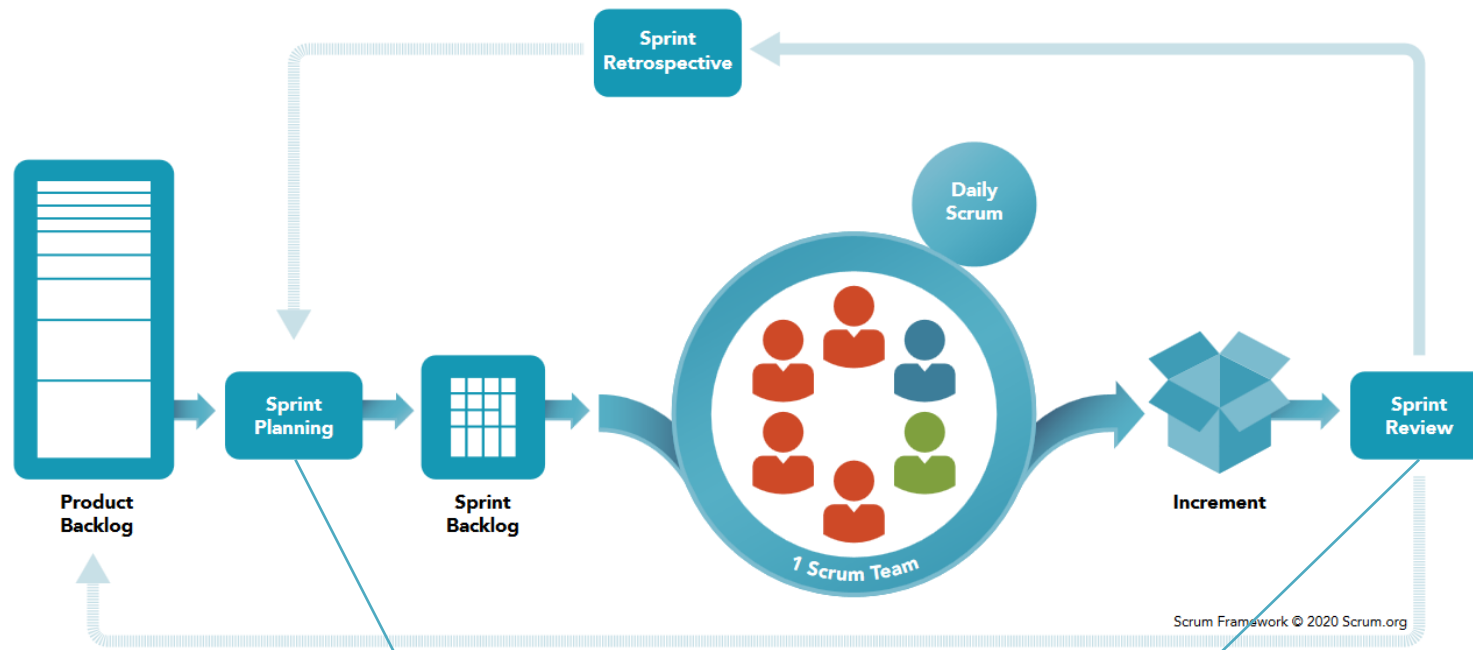 Sprint
Retrospective
Daily
Scrum
Sprint
Planning
Sprint
Review
Product
Backlog
Sprint
Backlog
1 Scrum Team
Increment
Scrum Framework © 2020 Scrum.org